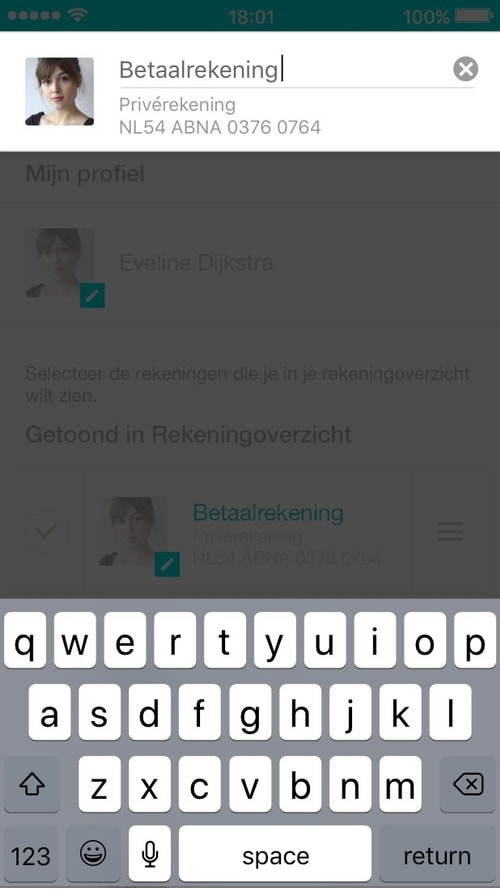 18:01
100%
Betaalrekening
Privérekening
NL54 ABNA 0376 0764
Mijn profiel
Eveline Dijkstra
Selecteer de rekeningen die je in je rekeningoverzicht
wilt zien.
Getoond in Rekeningoverzicht
Betaalrekening
Privérekening
NL54 ABNA 0376 0764
q w e r t y u i o p
a s d f g h j k l
z x c v b n m
123 space return